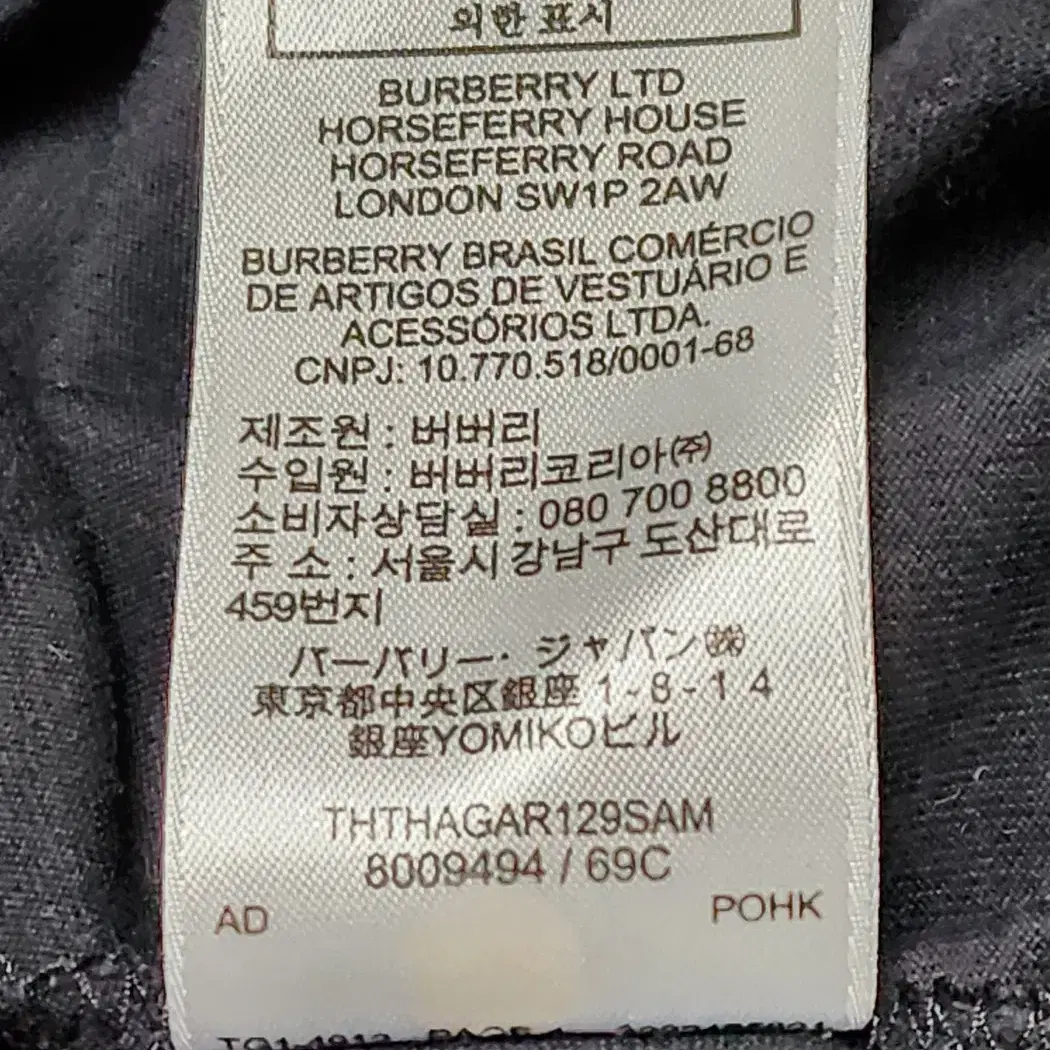 의한 표시
BURBERRY LTD
HORSEFERRY HOUSE
HORSEFERRY ROAD
LONDON SW1P 2AW
BURBERRY BRASIL COMÉRCIO
DE ARTIGOS DE VESTUÁRIO E
ACESSÓRIOS LTDA.
CNPJ: 10.770.518/0001-68
제조원 : 버버리
수입원 : 버버리코리아㈜
소비자상담실 : 080 700 8800
주 소 : 서울시 강남구 도산대로
459번지
バーバリー・ジャパン㈱
東京都中央区銀座 1-8-14
銀座YOMIKOビル
THTHAGAR129SAM
8009494 / 69C
AD
POHK